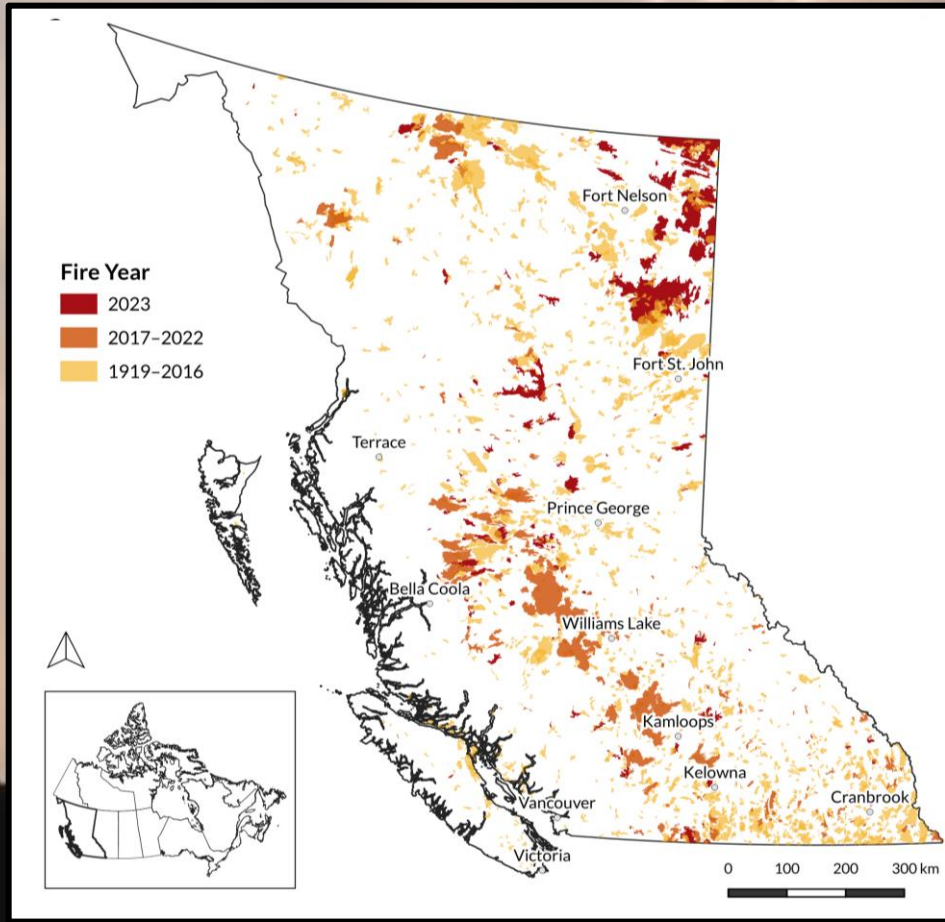 Fort Nelson
Fire Year
2023
2017–2022
1919–2016
Fort St. John
Terrace
Prince George
Bella Coola
Williams Lake
Kamloops
Kelowna
Cranbrook
Vancouver
Victoria
0 100 200 300 km